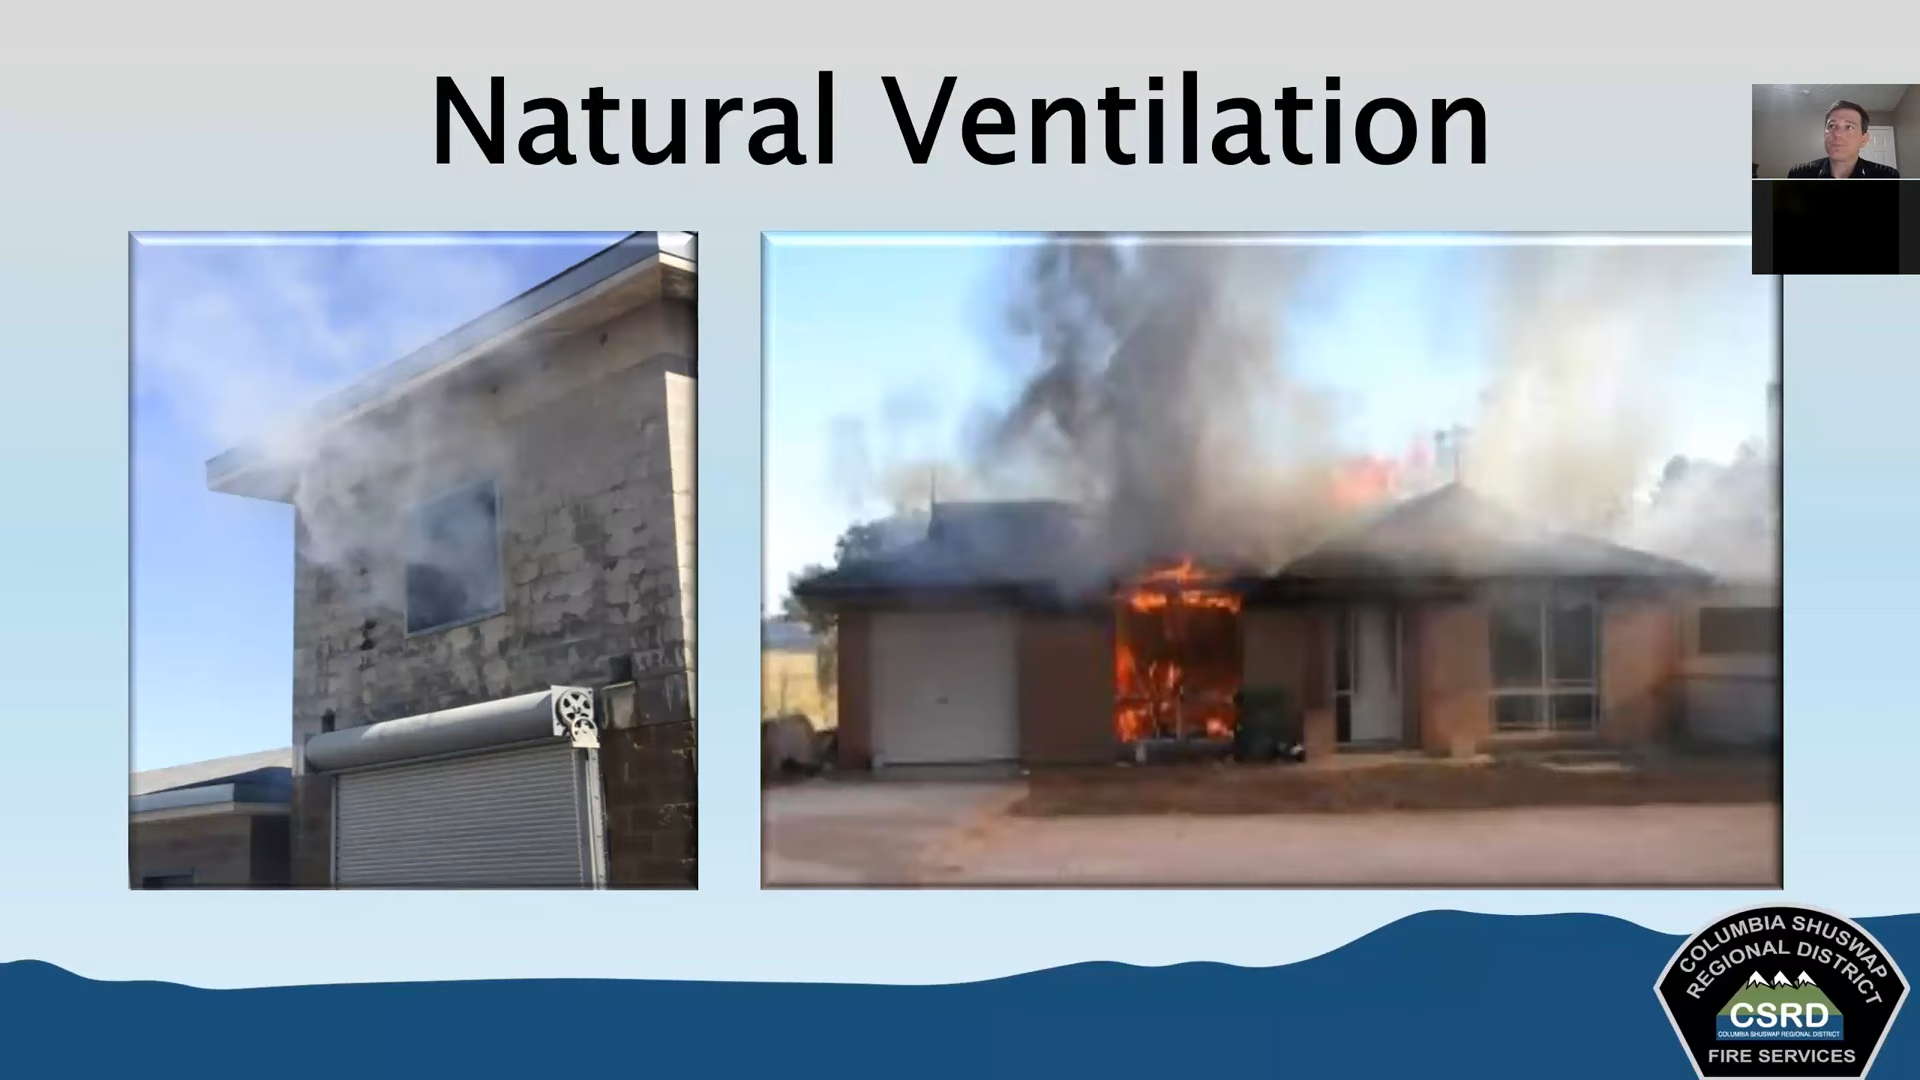 Natural Ventilation
COLUMBIA SHUSWAP
REGIONAL DISTRICT
CSRD
COLUMBIA SHUSWAP REGIONAL DISTRICT
FIRE SERVICES